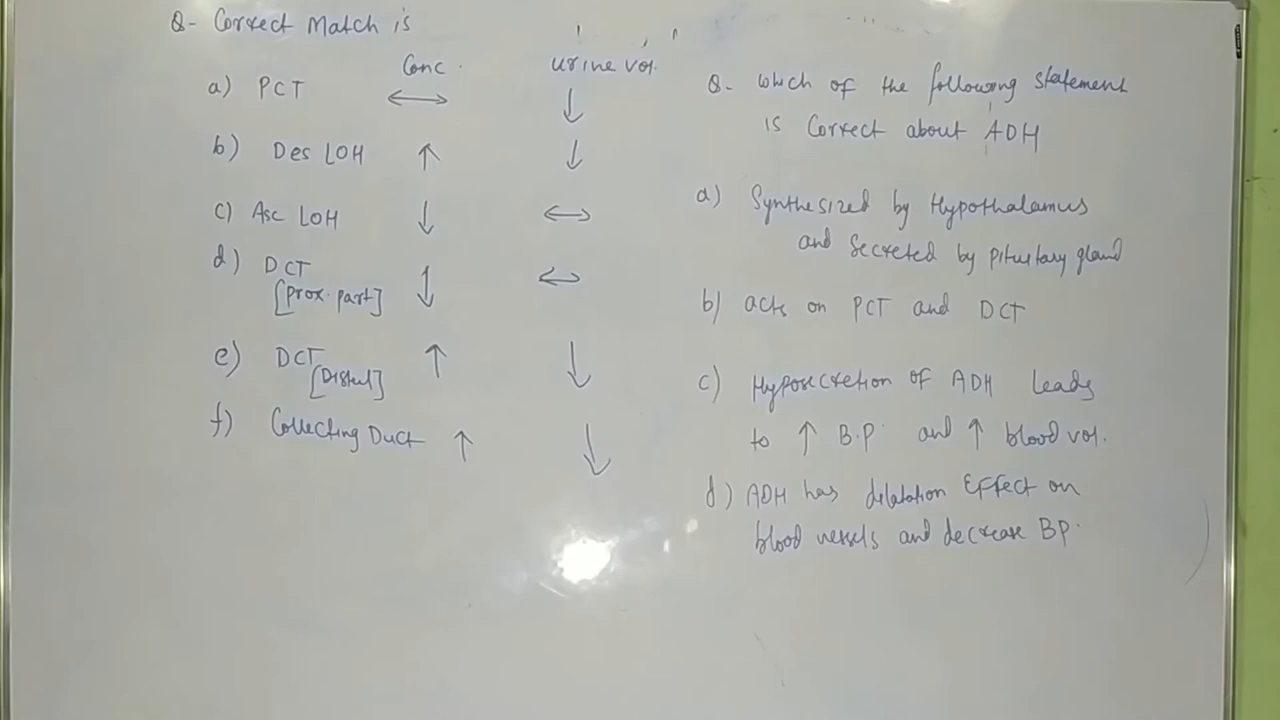 Q- Correct Match is
Conc. urine vol.
a) PCT ↔ ↓
b) Des LOH ↑ ↓
c) Asc LOH ↓ ↔
d) DCT ↓ ↔
[prox. part]
e) DCT ↑ ↓
[Distal]
f) Collecting Duct ↑ ↓
Q- which of the following statement
is Correct about ADH
a) Synthesized by Hypothalamus
and Secreted by pituitary gland
b) acts on PCT and DCT
c) Hyposecretion of ADH leads
to ↑ B.P. and ↑ blood vol.
d) ADH has dilatation Effect on
blood vessels and decrease BP.